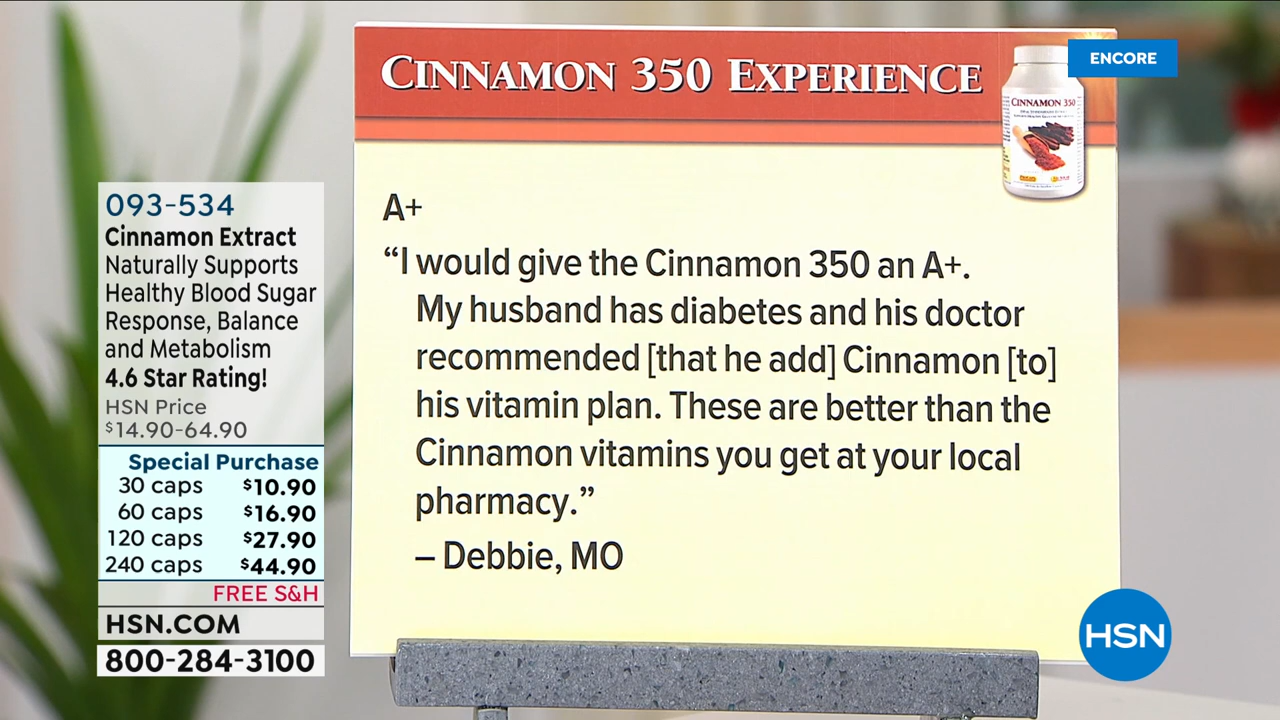 CINNAMON 350 EXPERIENCE
ENCORE
CINNAMON 350
A+
“I would give the Cinnamon 350 an A+.
My husband has diabetes and his doctor
recommended [that he add] Cinnamon [to]
his vitamin plan. These are better than the
Cinnamon vitamins you get at your local
pharmacy.”
– Debbie, MO
093-534
Cinnamon Extract
Naturally Supports
Healthy Blood Sugar
Response, Balance
and Metabolism
4.6 Star Rating!
HSN Price
$14.90-64.90
Special Purchase
30 caps $10.90
60 caps $16.90
120 caps $27.90
240 caps $44.90
FREE S&H
HSN.COM
800-284-3100
HSN